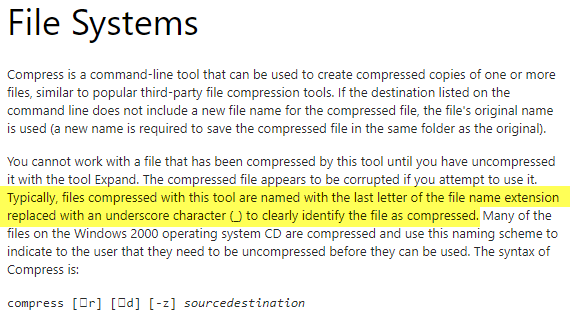 File Systems
Compress is a command-line tool that can be used to create compressed copies of one or more
files, similar to popular third-party file compression tools. If the destination listed on the
command line does not include a new file name for the compressed file, the file's original name
is used (a new name is required to save the compressed file in the same folder as the original).
You cannot work with a file that has been compressed by this tool until you have uncompressed
it with the tool Expand. The compressed file appears to be corrupted if you attempt to use it.
Typically, files compressed with this tool are named with the last letter of the file name extension
replaced with an underscore character (_) to clearly identify the file as compressed. Many of the
files on the Windows 2000 operating system CD are compressed and use this naming scheme to
indicate to the user that they need to be uncompressed before they can be used. The syntax of
Compress is:
compress [□r] [□d] [-z] sourcedestination